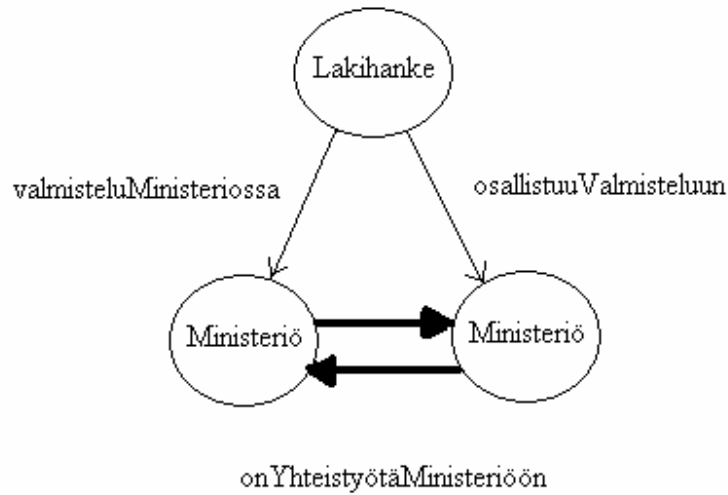 Lakihanke
valmisteluMinisteriossa
osallistuuValmisteluun
Ministeriö
Ministeriö
onYhteistyötäMinisteriöön